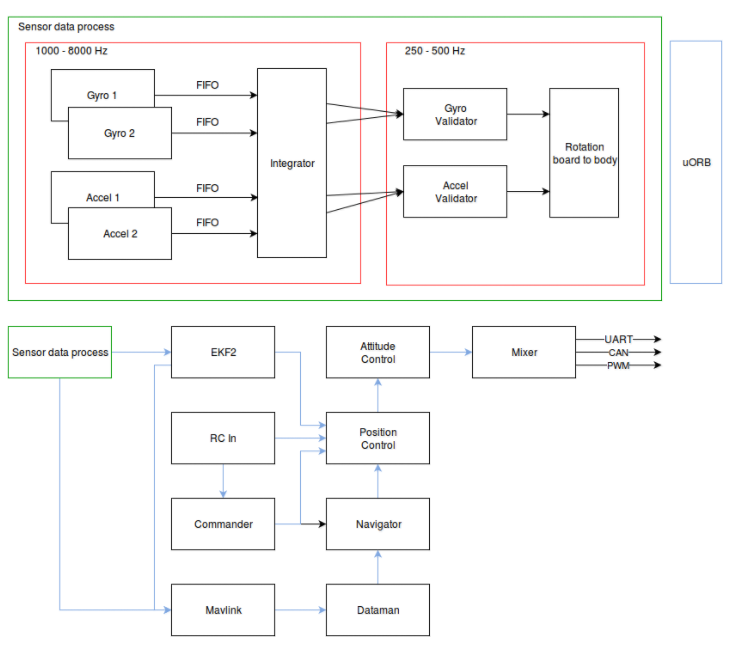 Sensor data process
1000 - 8000 Hz
250 - 500 Hz
Gyro 1
FIFO
Gyro 2
FIFO
Accel 1
FIFO
Accel 2
FIFO
Integrator
Gyro
Validator
Accel
Validator
Rotation
board to body
uORB
Sensor data process
EKF2
Attitude
Control
Mixer
UART
CAN
PWM
RC In
Position
Control
Commander
Navigator
Mavlink
Dataman